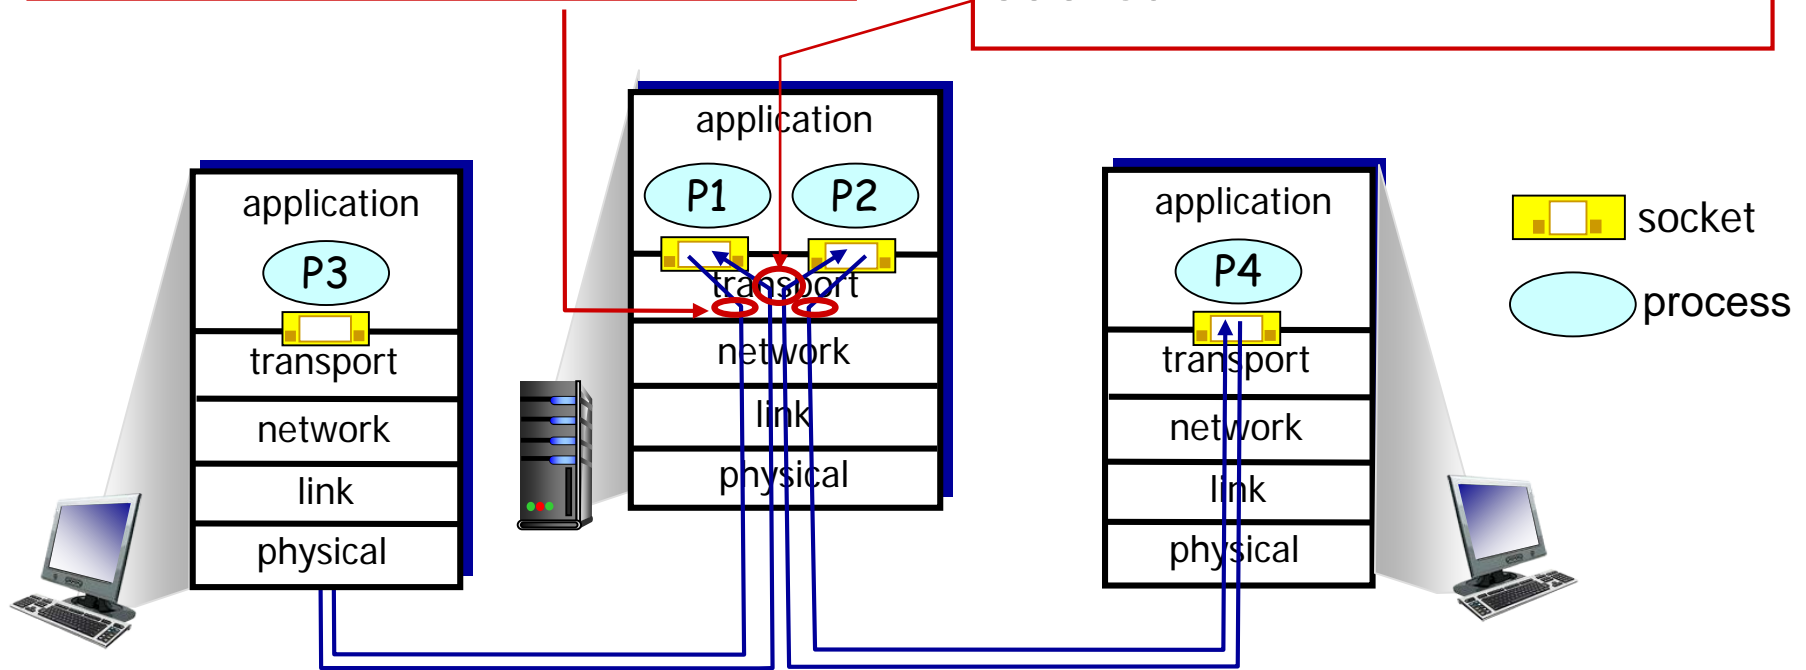 application
P1
P2
transport
network
link
physical
application
P3
transport
network
link
physical
application
P4
transport
network
link
physical
socket
process